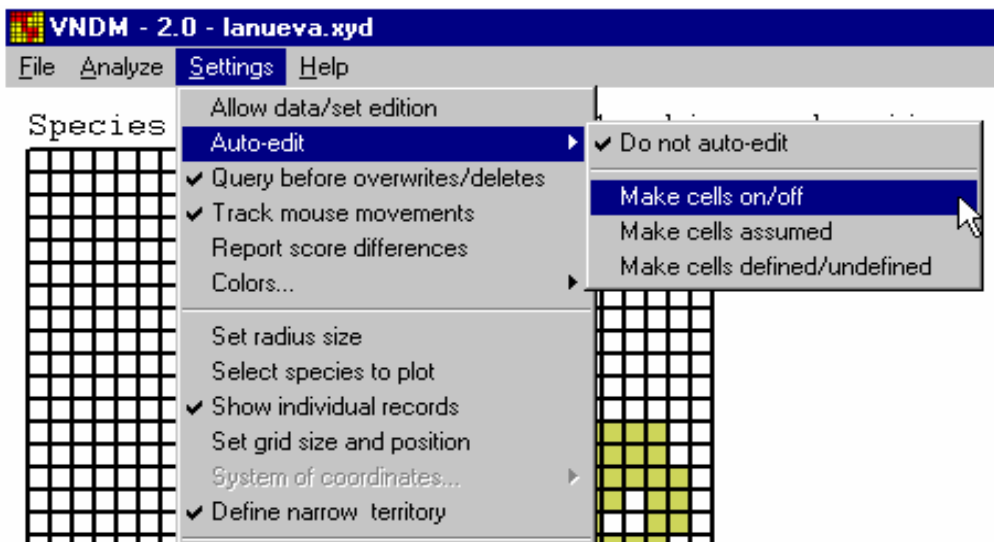 VNDM - 2.0 - lanueva.xyd
File Analyze Settings Help
Species
Allow data/set edition
Auto-edit
Query before overwrites/deletes
Track mouse movements
Report score differences
Colors...
Set radius size
Select species to plot
Show individual records
Set grid size and position
System of coordinates...
Define narrow territory
Do not auto-edit
Make cells on/off
Make cells assumed
Make cells defined/undefined